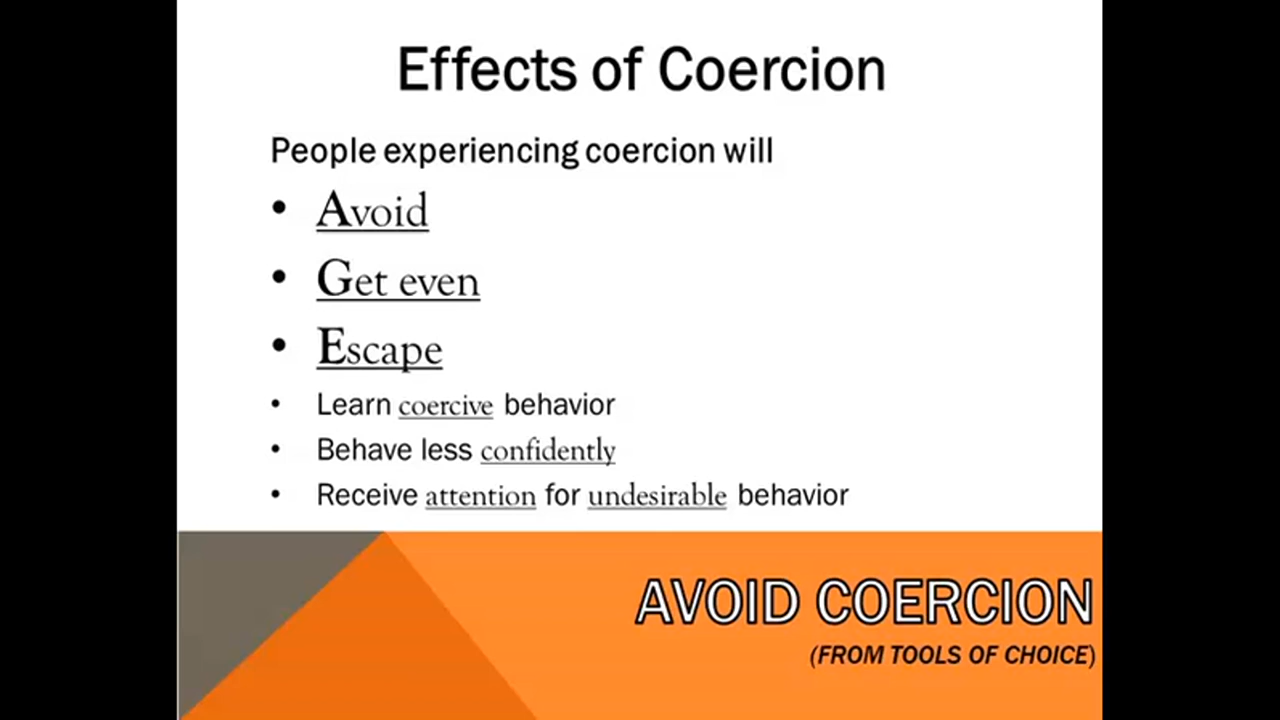 Effects of Coercion
People experiencing coercion will
• Avoid
• Get even
• Escape
• Learn coercive behavior
• Behave less confidently
• Receive attention for undesirable behavior
AVOID COERCION
(FROM TOOLS OF CHOICE)